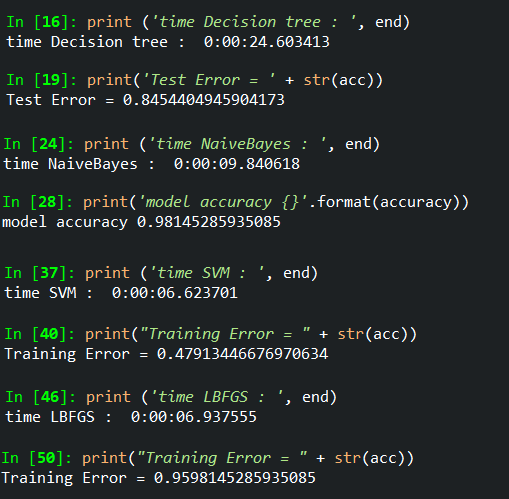 In [16]: print ('time Decision tree : ', end)
time Decision tree :  0:00:24.603413
In [19]: print('Test Error = ' + str(acc))
Test Error = 0.8454404945904173
In [24]: print ('time NaiveBayes : ', end)
time NaiveBayes :  0:00:09.840618
In [28]: print('model accuracy {}'.format(accuracy))
model accuracy 0.98145285935085
In [37]: print ('time SVM : ', end)
time SVM :  0:00:06.623701
In [40]: print("Training Error = " + str(acc))
Training Error = 0.47913446676970634
In [46]: print ('time LBFGS : ', end)
time LBFGS :  0:00:06.937555
In [50]: print("Training Error = " + str(acc))
Training Error = 0.9598145285935085